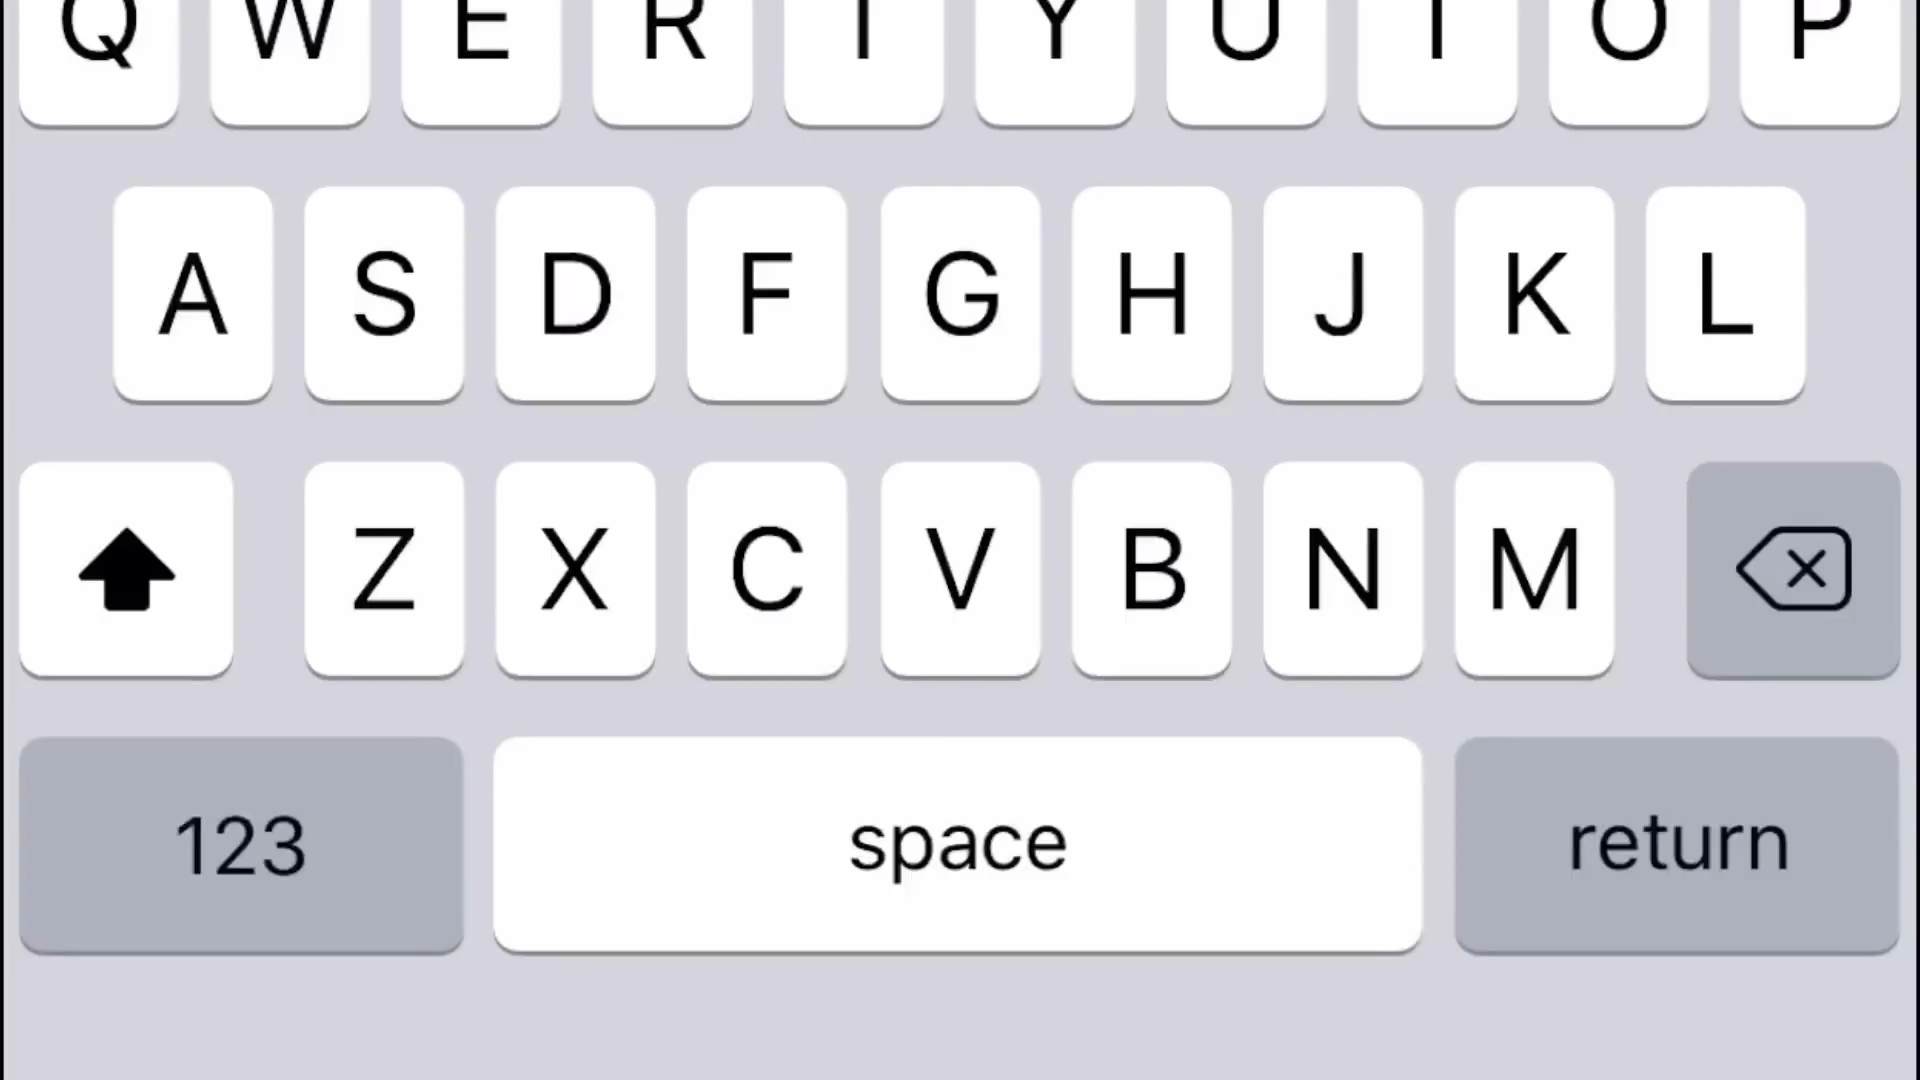 Q W E R T Y U I O P
A S D F G H J K L
Z X C V B N M
123 space return